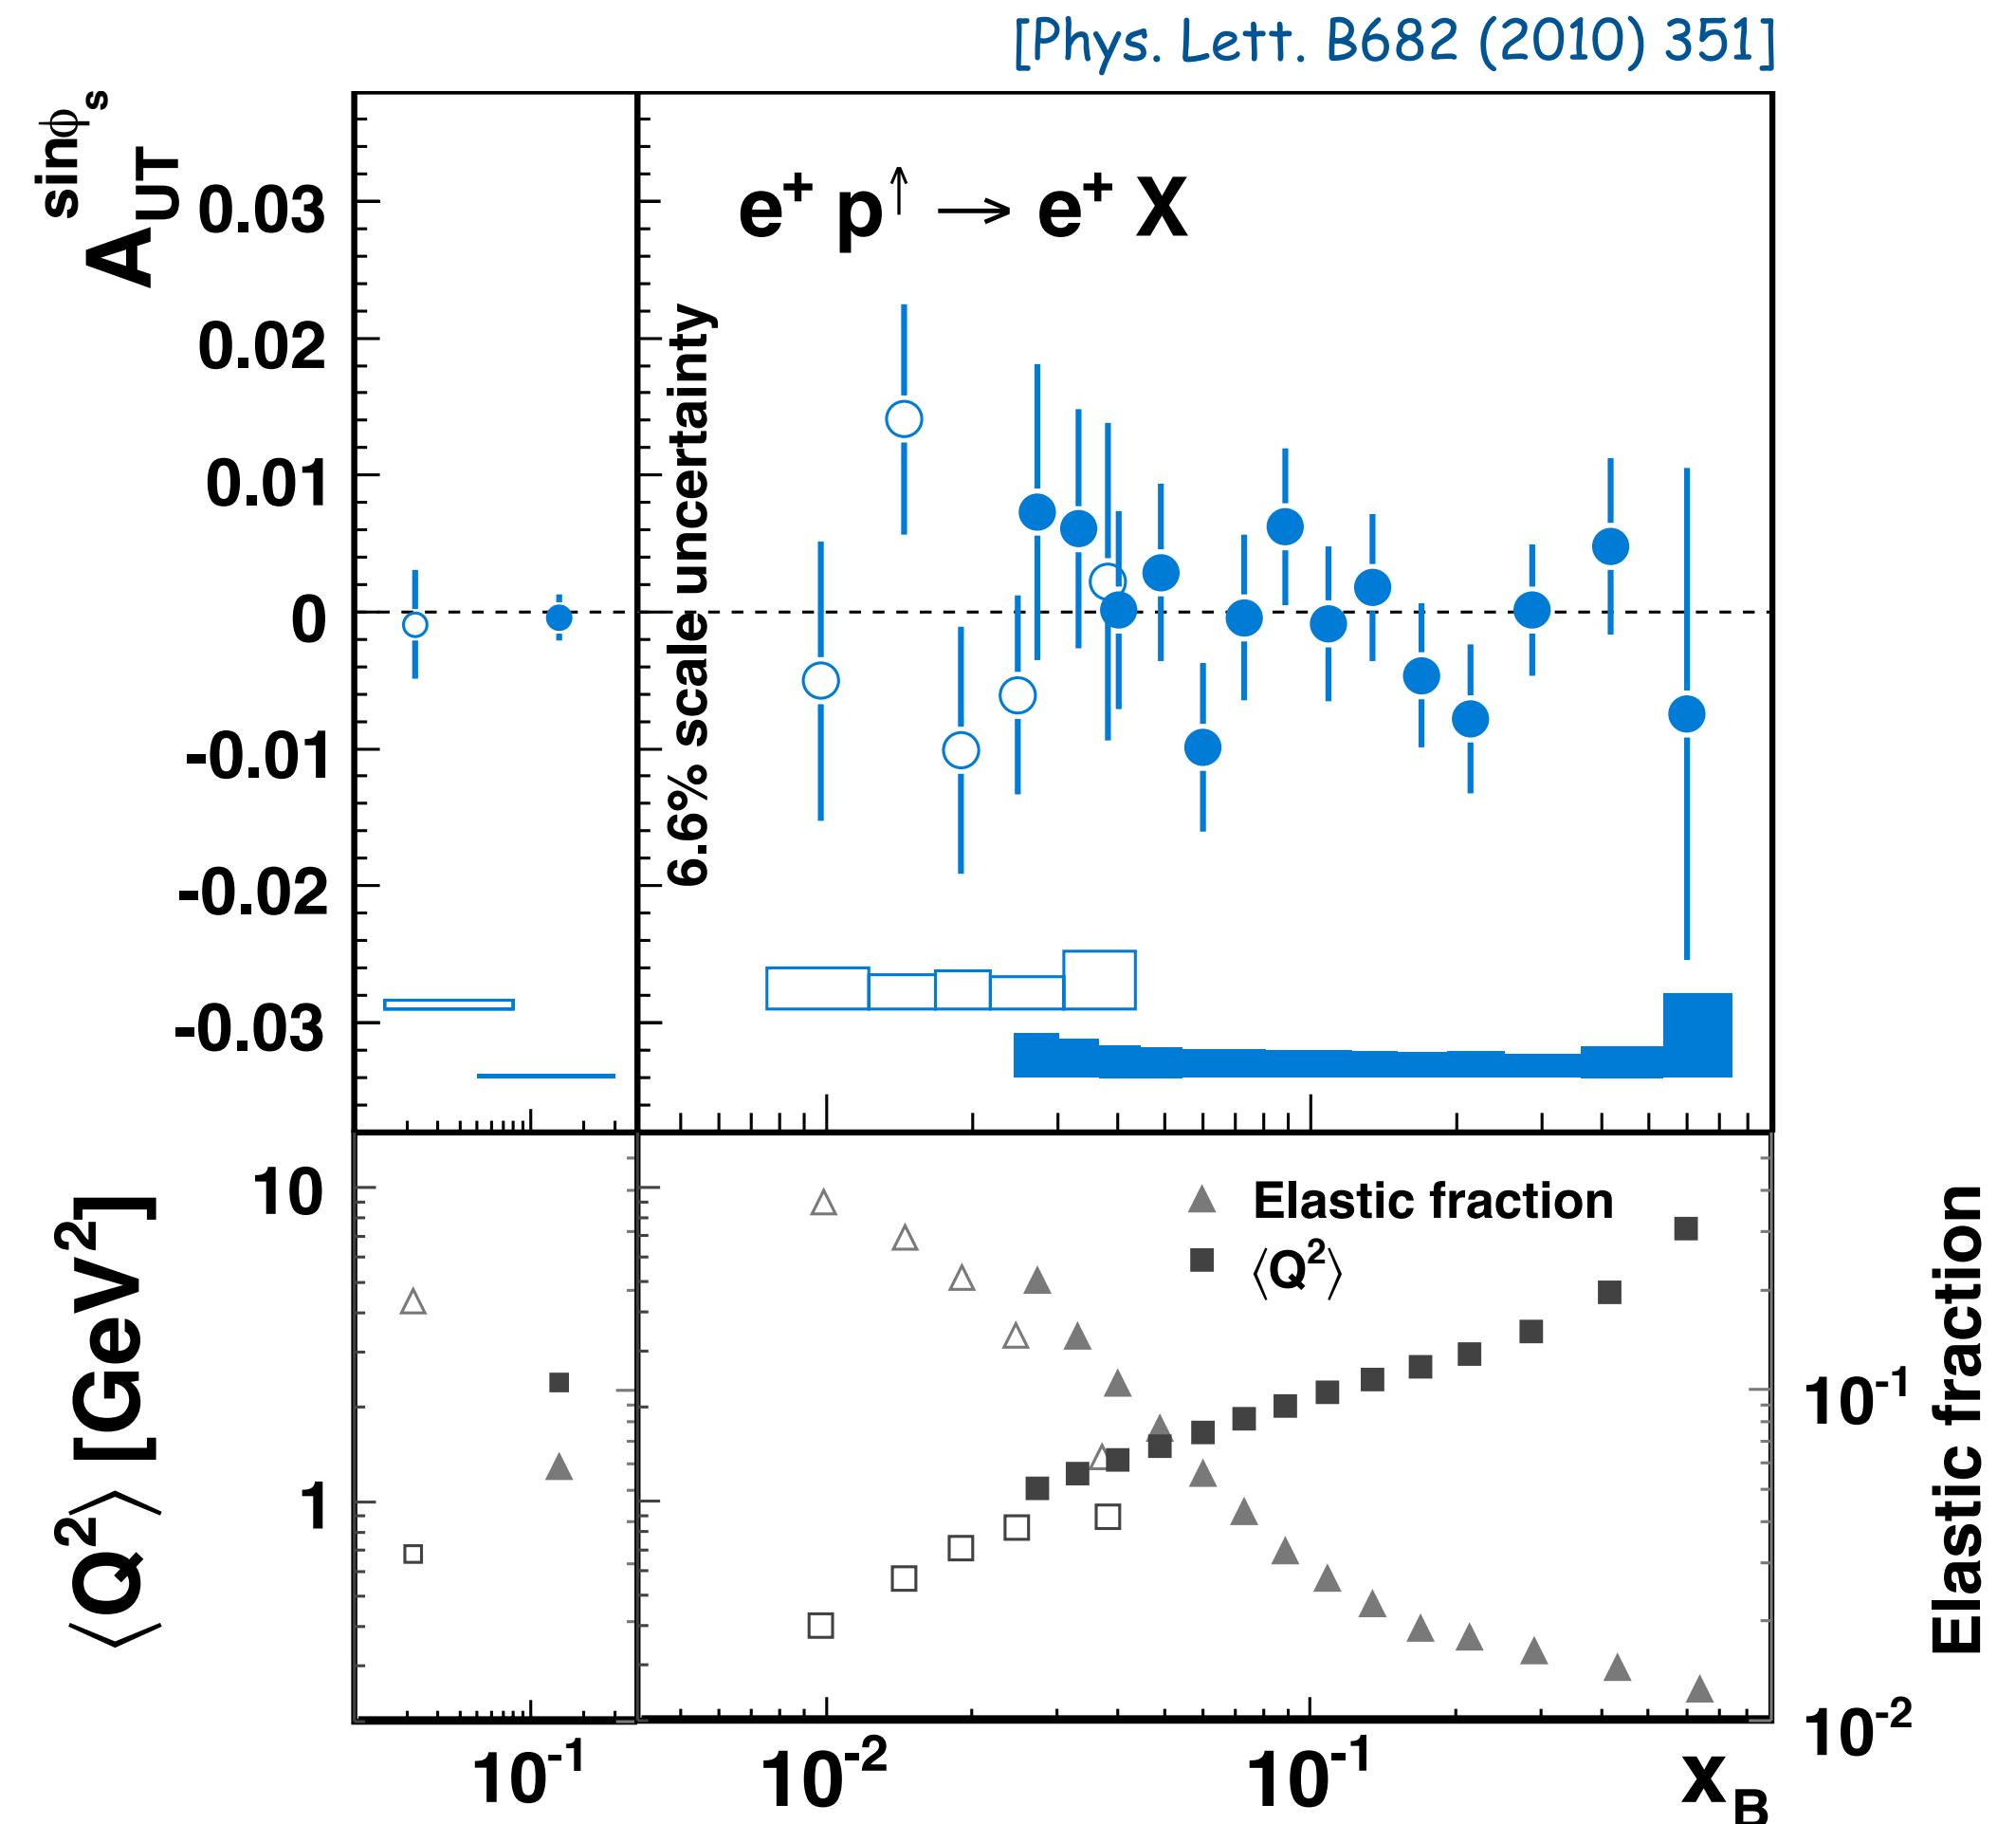 [Phys. Lett. B682 (2010) 351]
A_UT^sinϕ_s
0.03
0.02
0.01
0
-0.01
-0.02
-0.03
e⁺ p↑ → e⁺ X
6.6% scale uncertainty
⟨Q²⟩ [GeV²]
10
1
Elastic fraction
⟨Q²⟩
Elastic fraction
10⁻¹
10⁻²
10⁻¹
10⁻²
10⁻¹
x_B